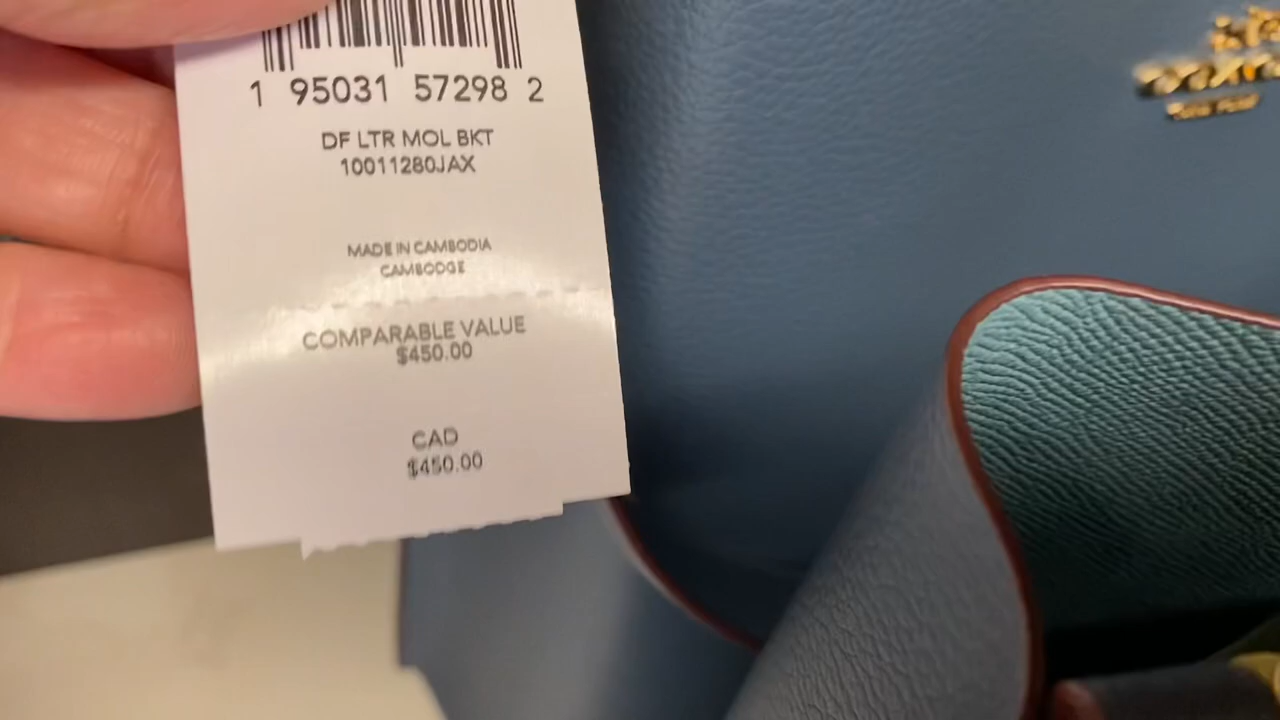 1 95031 57298 2
DF LTR MOL BKT
10011280JAX
MADE IN CAMBODIA
CAMBODGE
COMPARABLE VALUE
$450.00
CAD
$450.00